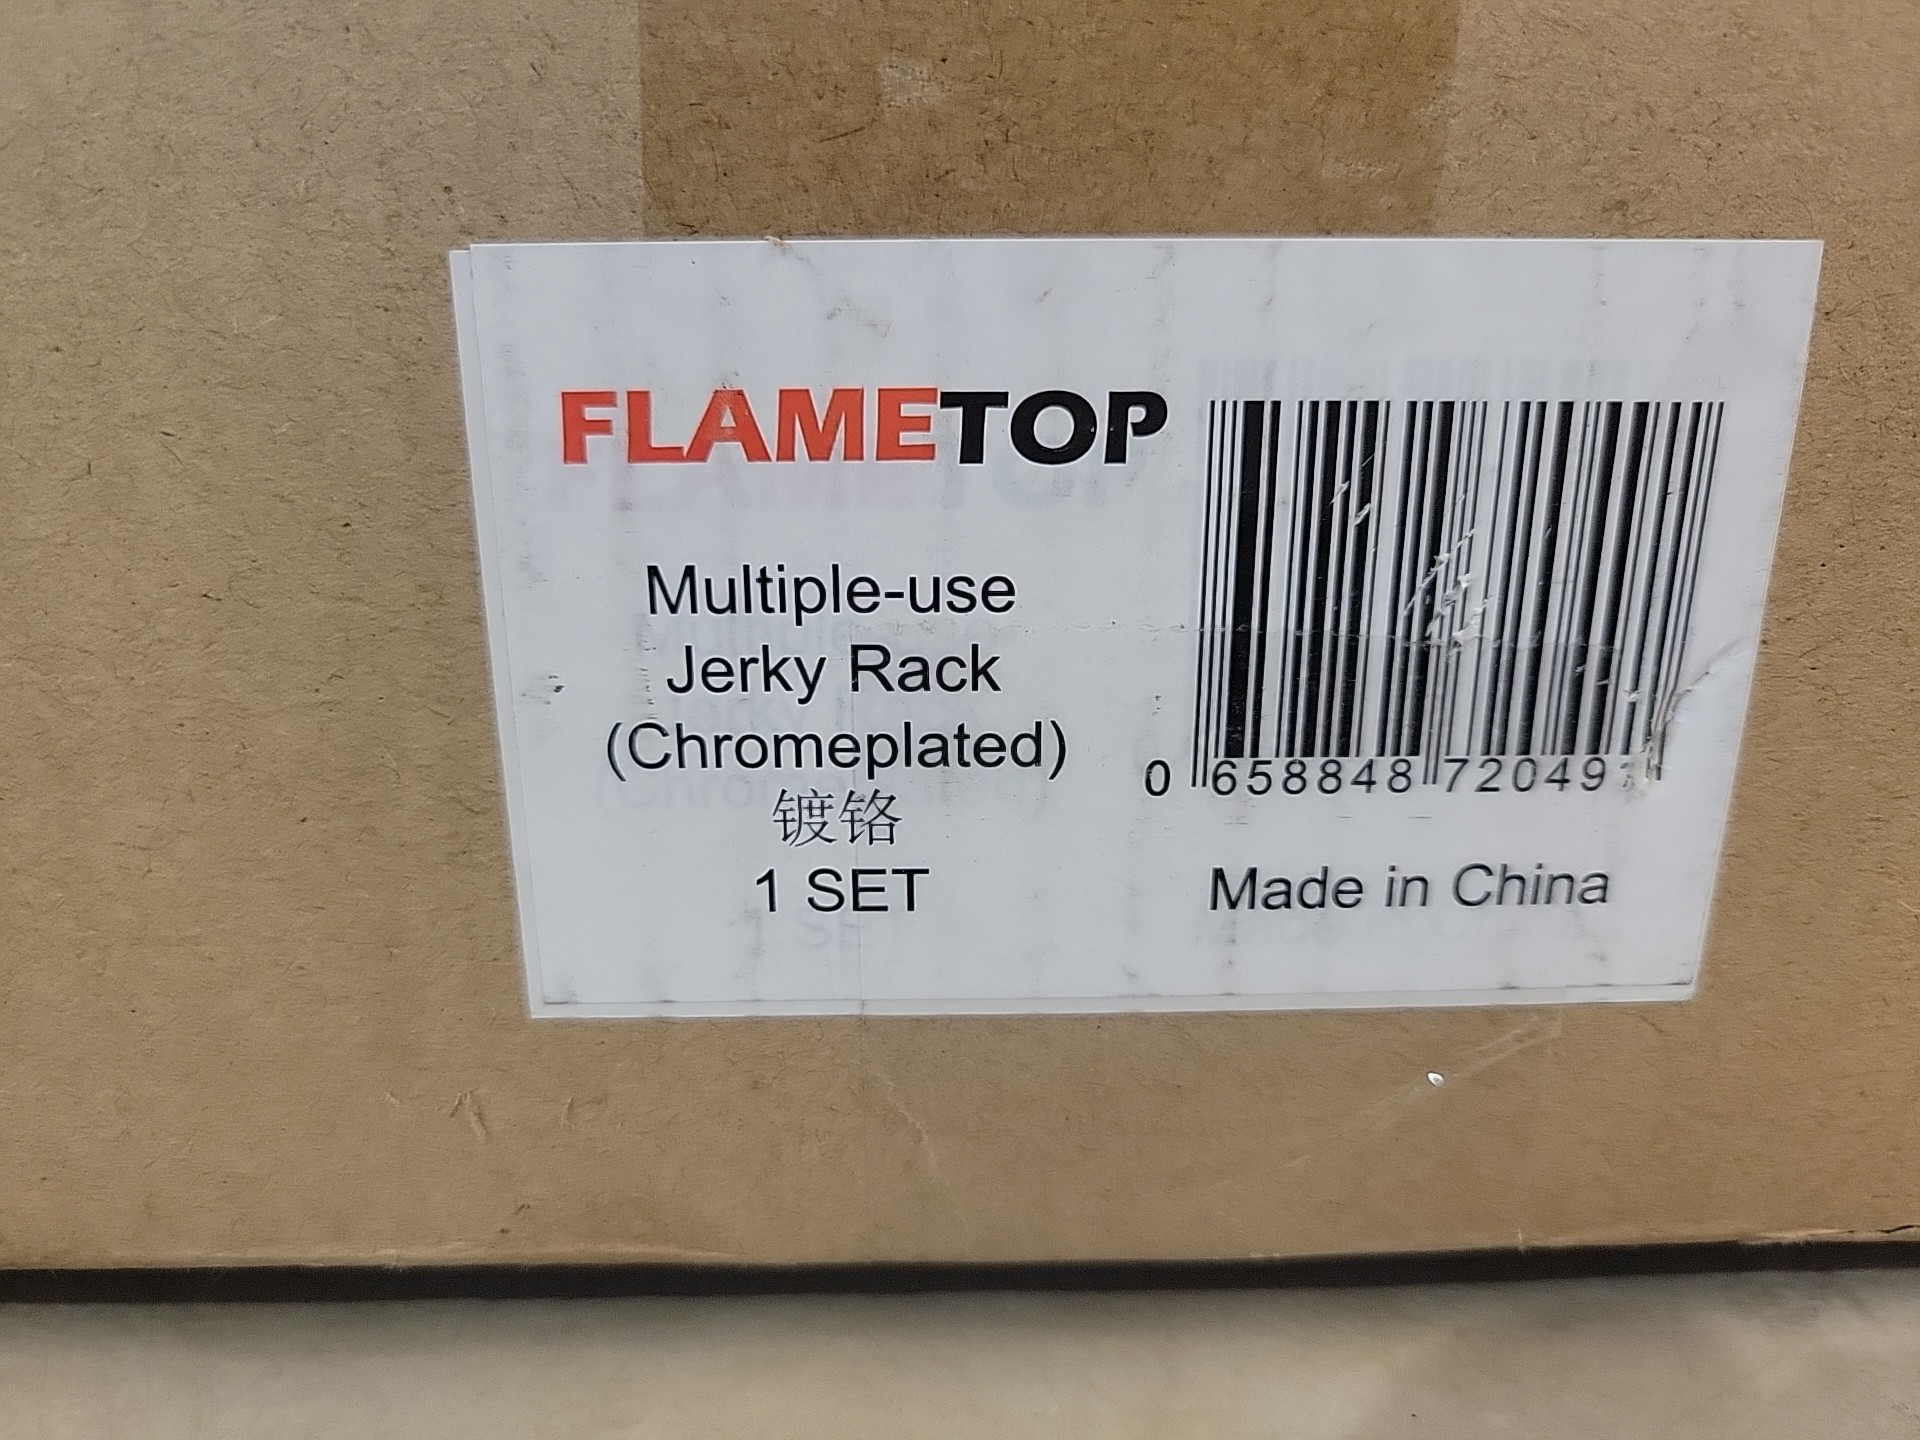 FLAMETOP
Multiple-use
Jerky Rack
(Chromeplated)
镀铬
1 SET
0 658848 72049
Made in China